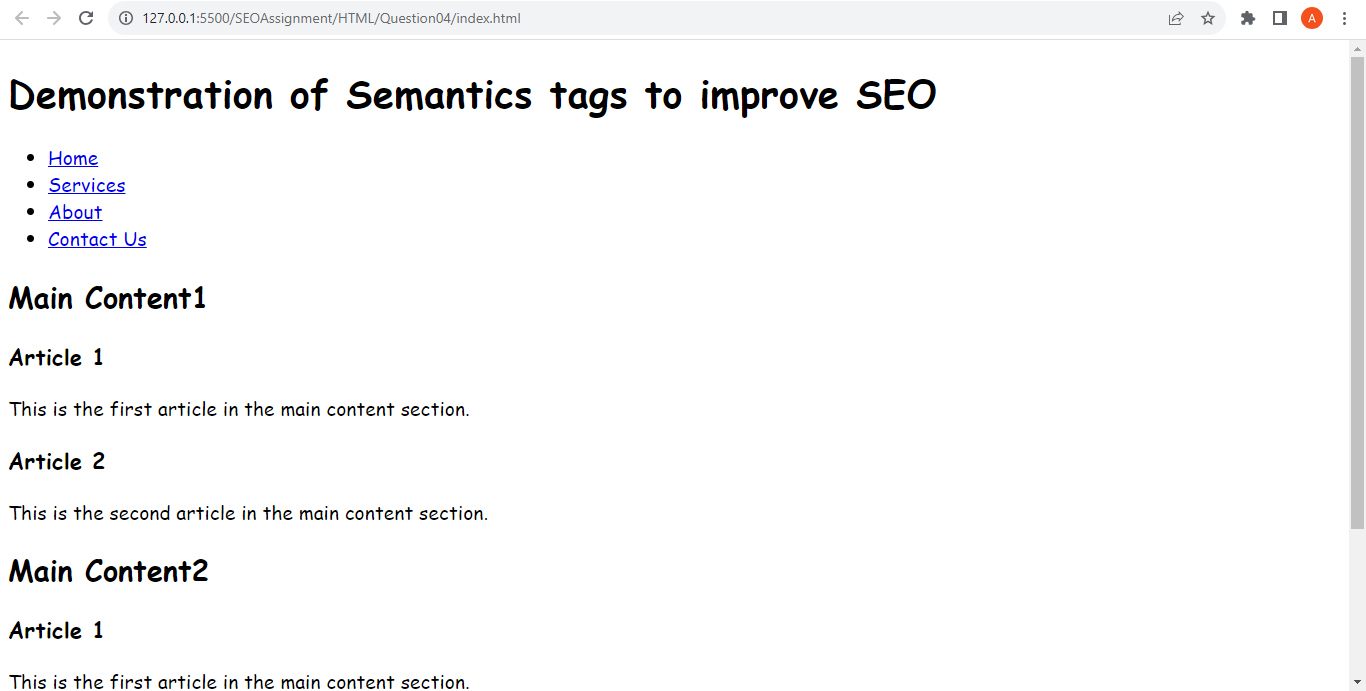 127.0.0.1:5500/SEOAssignment/HTML/Question04/index.html
A
Demonstration of Semantics tags to improve SEO
Home
Services
About
Contact Us
Main Content1
Article 1
This is the first article in the main content section.
Article 2
This is the second article in the main content section.
Main Content2
Article 1
This is the first article in the main content section.